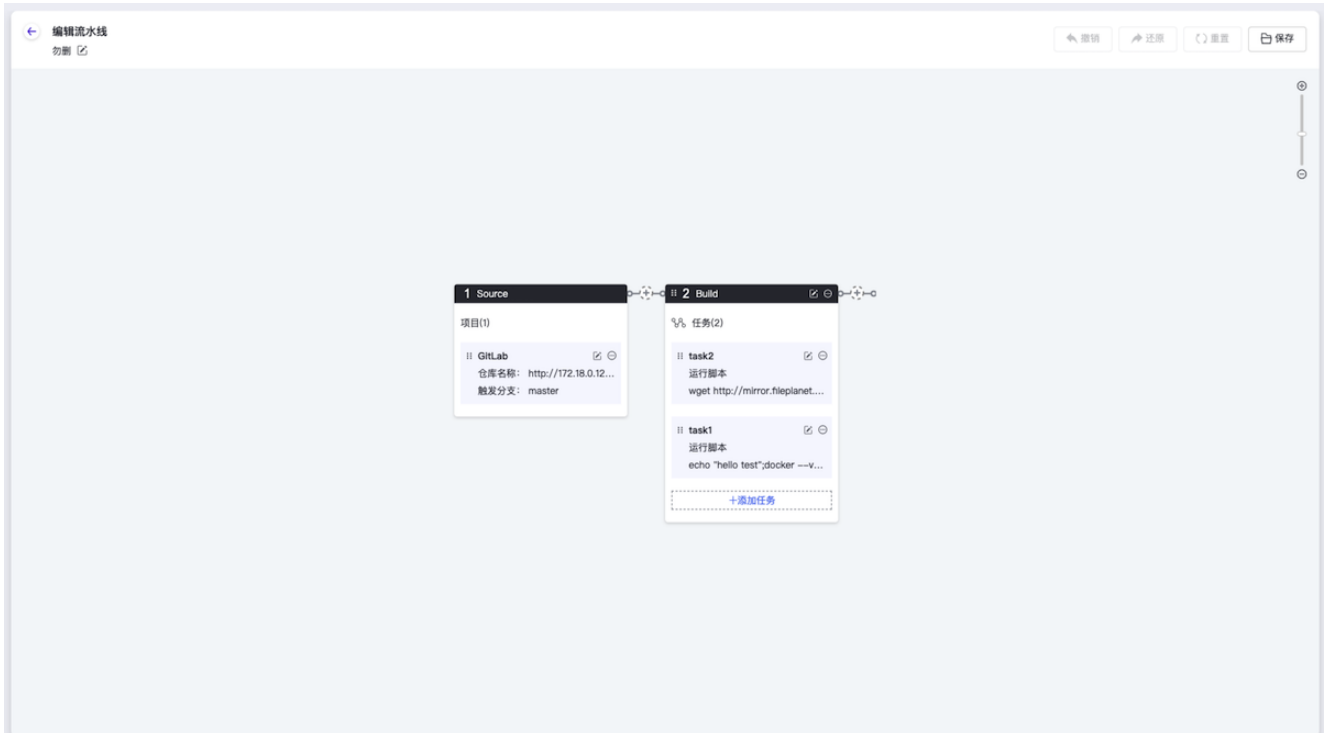 编辑流水线
勿删
撤销 还原 重置 保存
1 Source
项目(1)
GitLab
仓库名称： http://172.18.0.12...
触发分支： master
2 Build
任务(2)
task2
运行脚本
wget http://mirror.fileplanet....
task1
运行脚本
echo "hello test";docker --v...
+添加任务